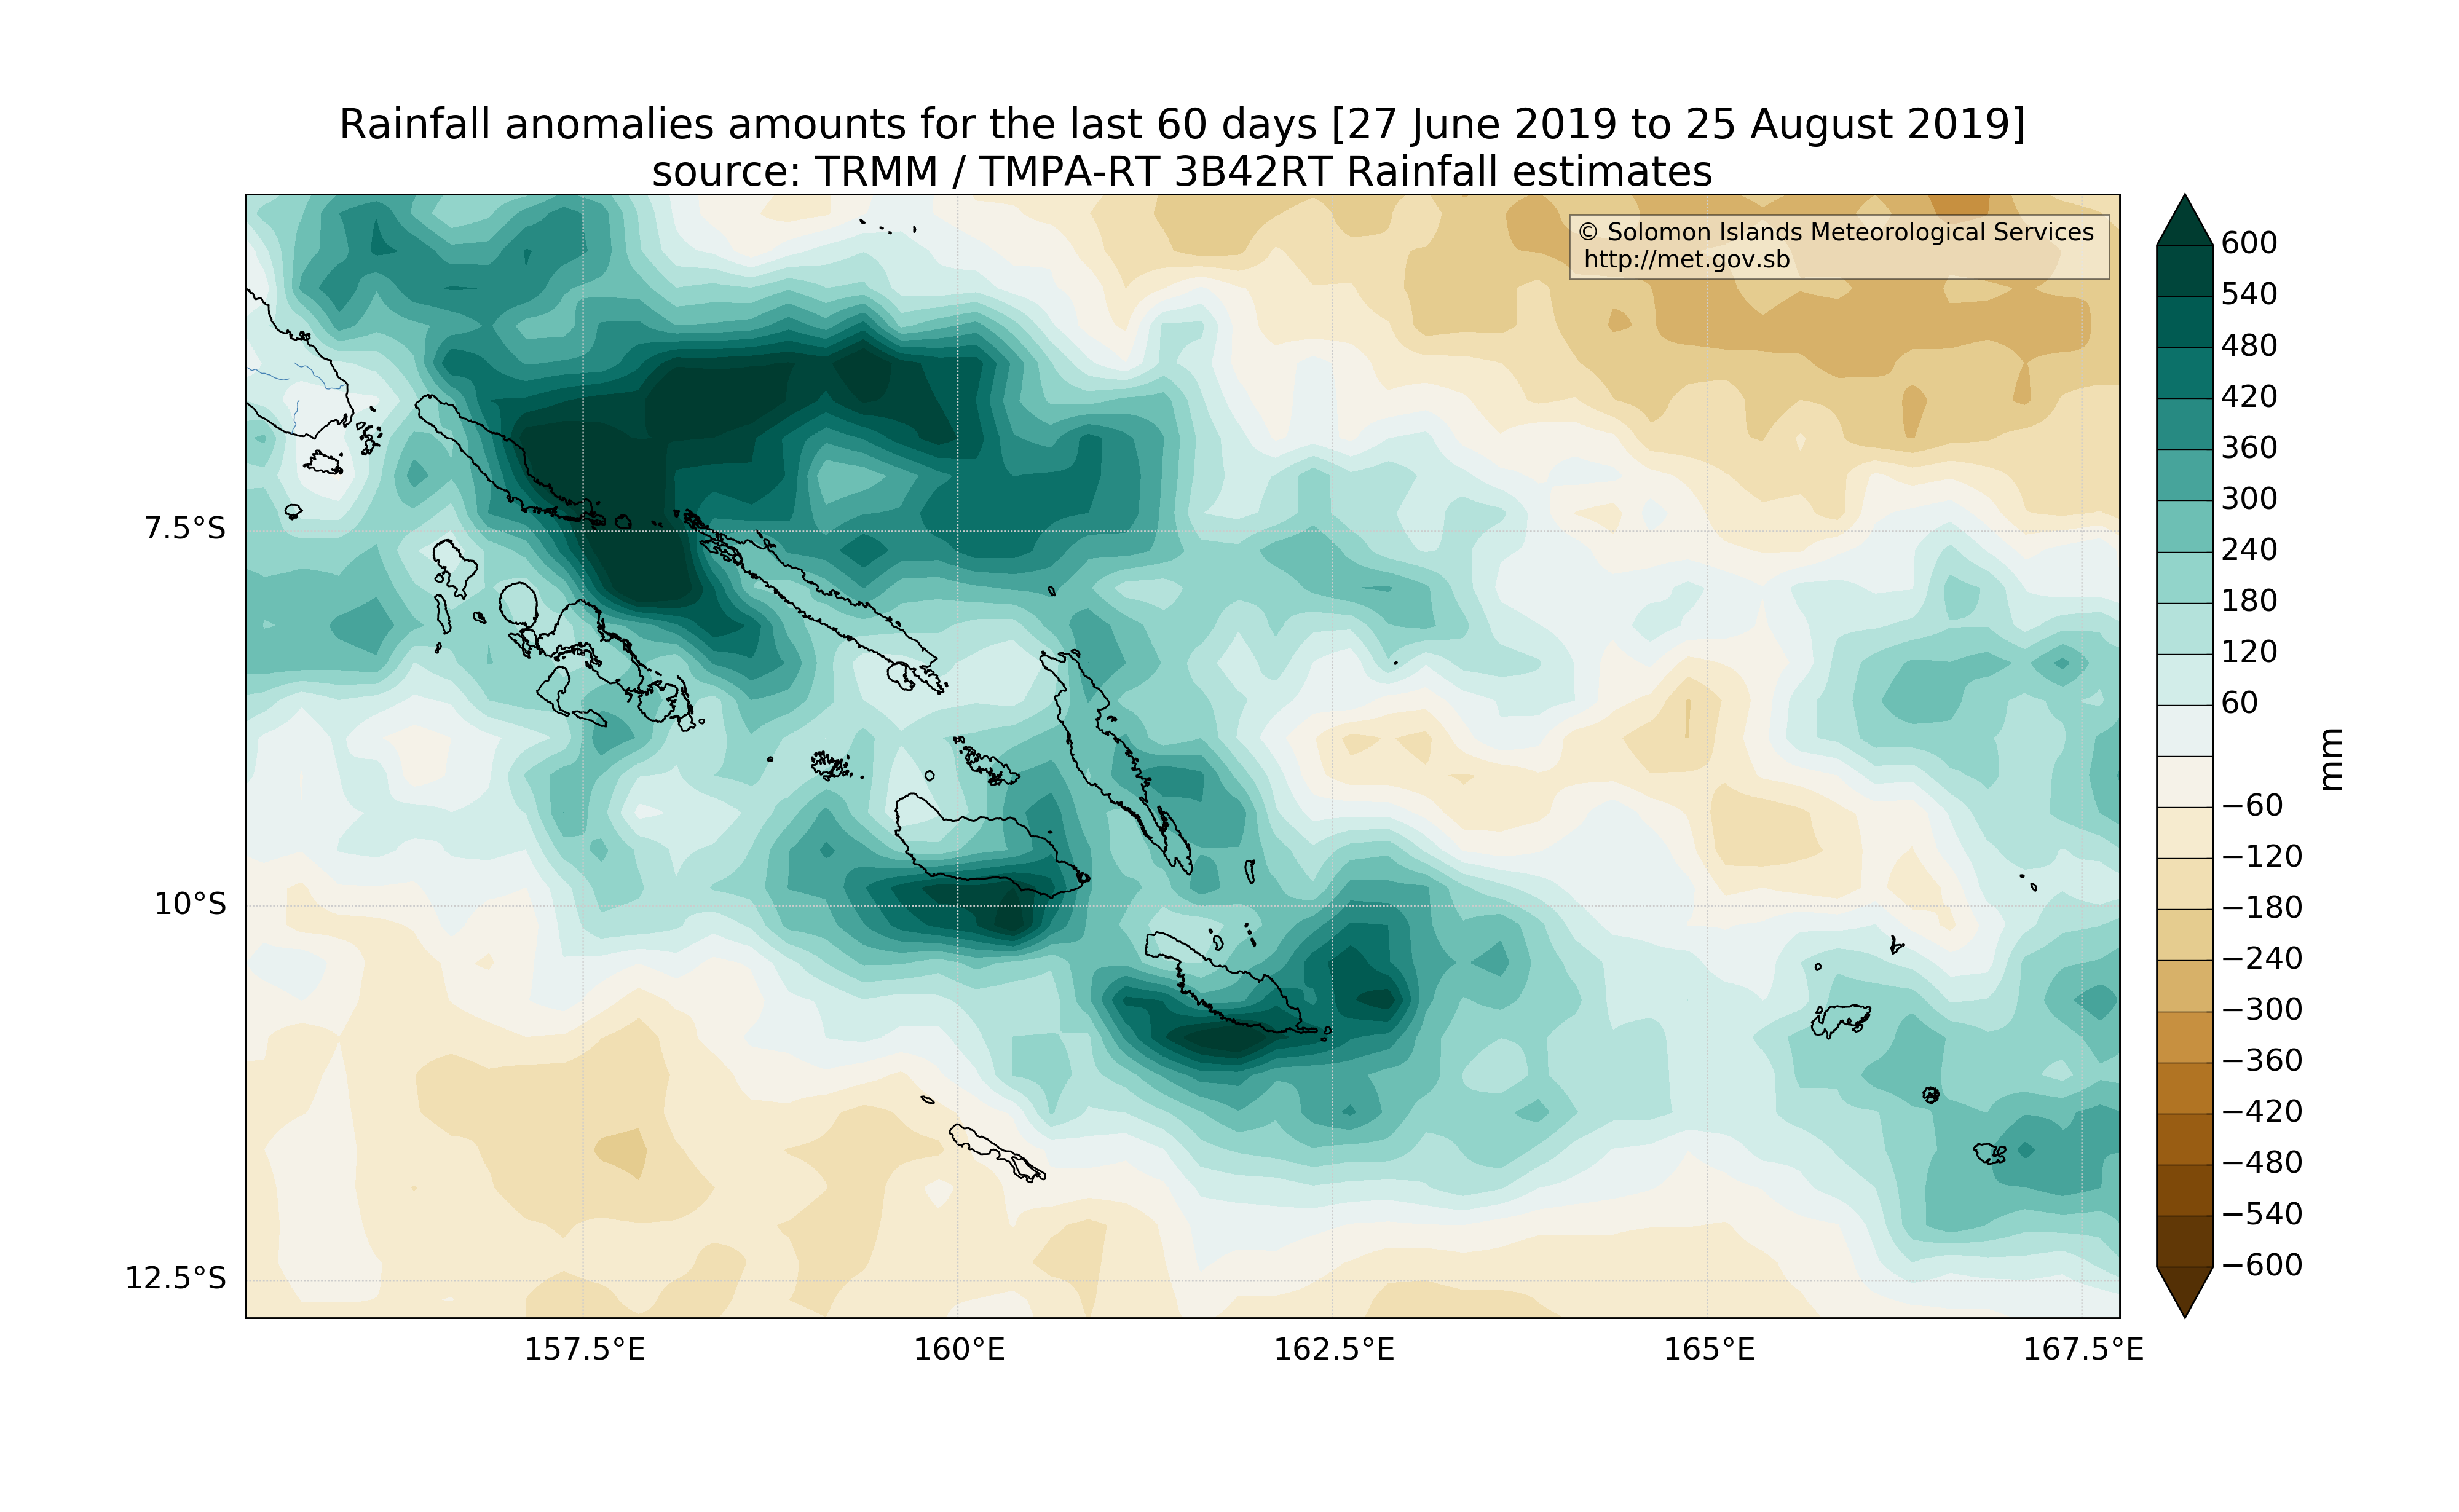 Rainfall anomalies amounts for the last 60 days [27 June 2019 to 25 August 2019]
source: TRMM / TMPA-RT 3B42RT Rainfall estimates
© Solomon Islands Meteorological Services
http://met.gov.sb
7.5°S
10°S
12.5°S
157.5°E
160°E
162.5°E
165°E
167.5°E
600
540
480
420
360
300
240
180
120
60
−60
−120
−180
−240
−300
−360
−420
−480
−540
−600
mm